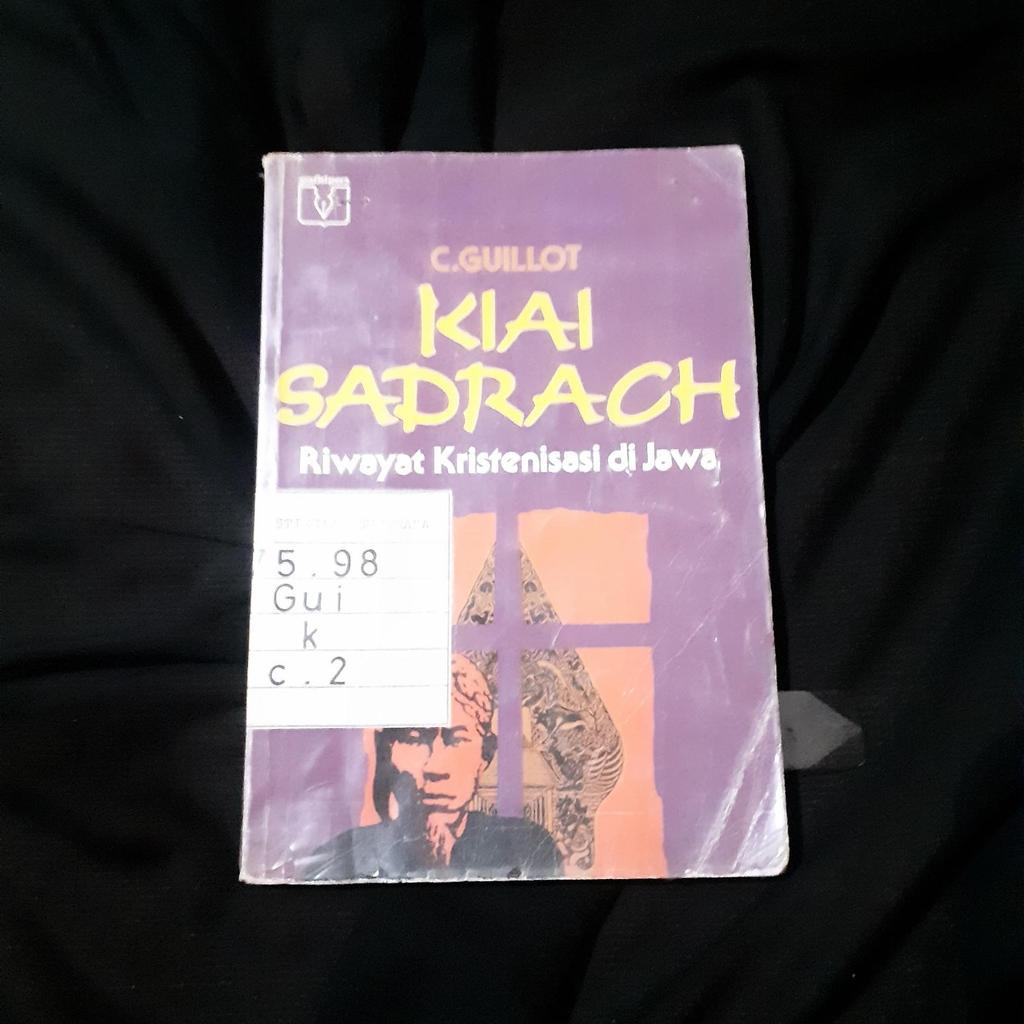 C.GUILLOT
KIAI
SADRACH
Riwayat Kristenisasi di Jawa
5.98
Gui
k
c.2